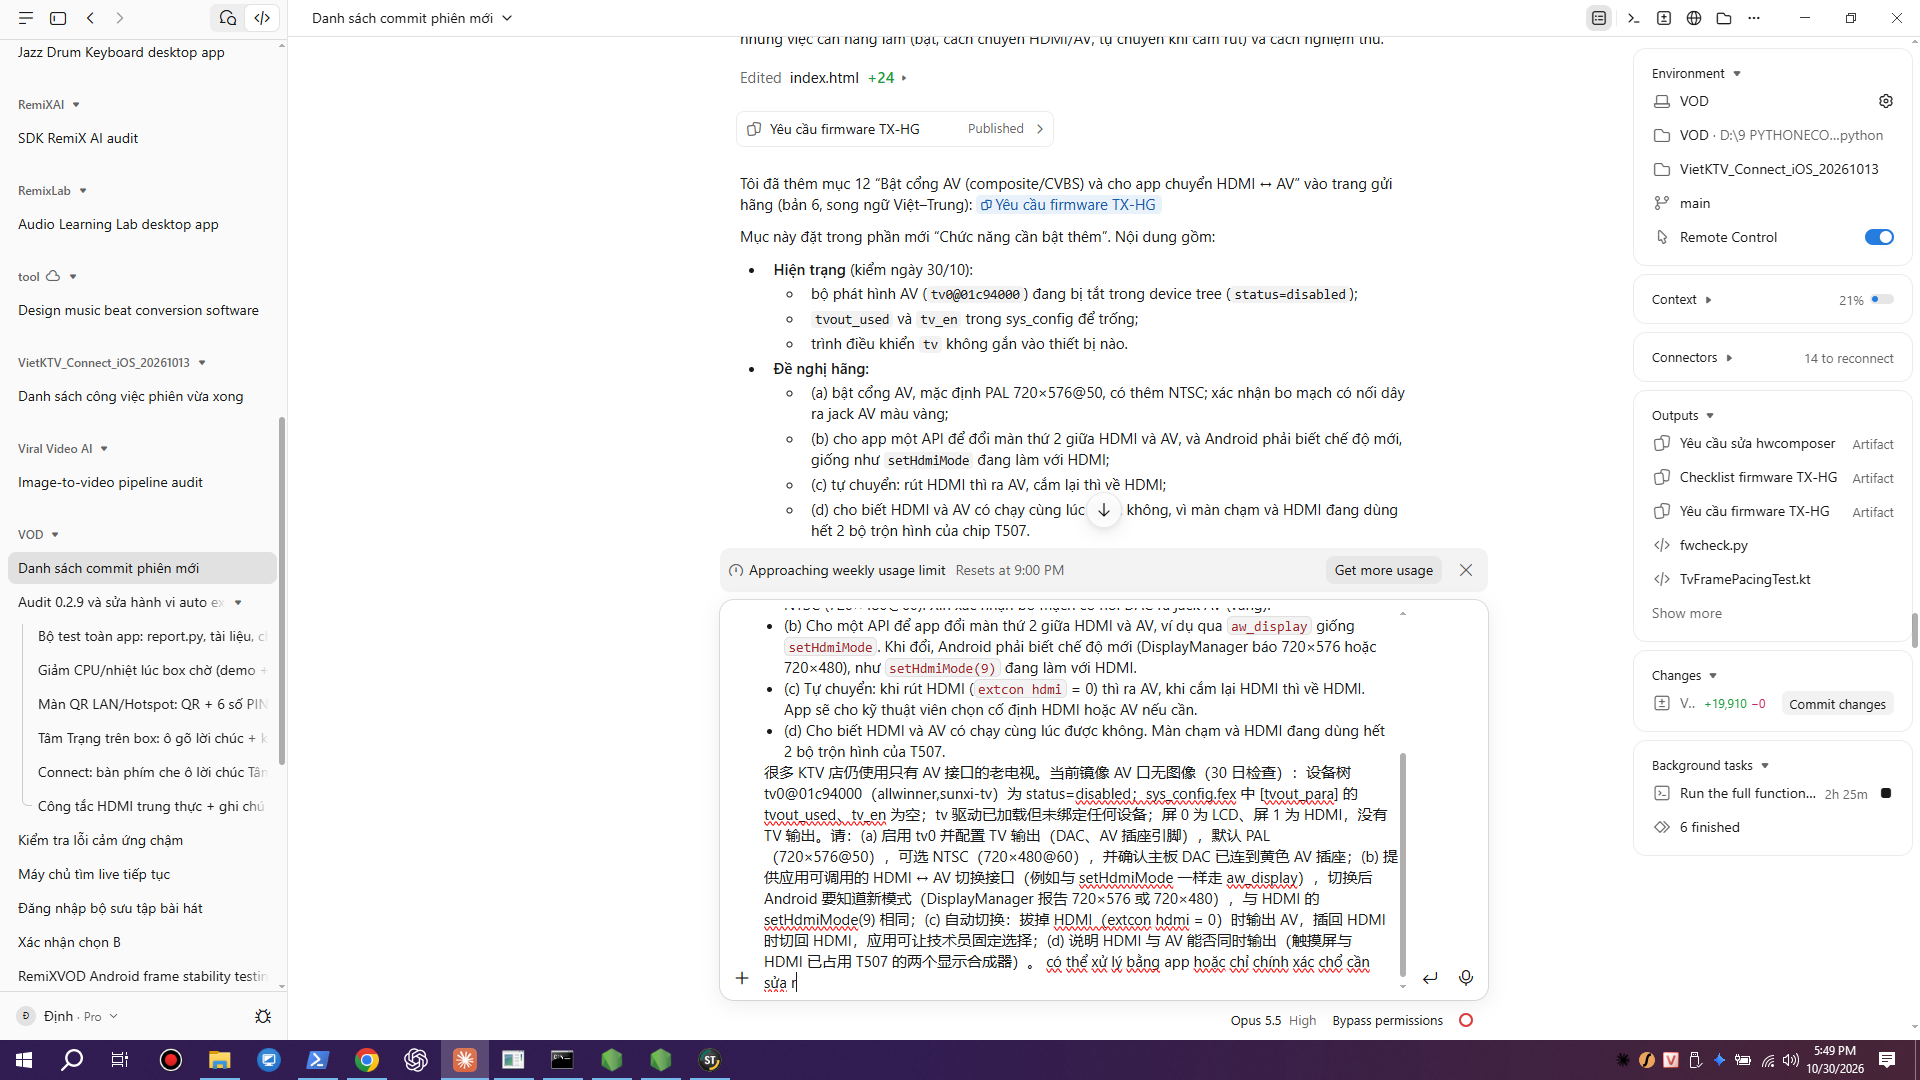 Danh sách commit phiên mới
Jazz Drum Keyboard desktop app
RemiXAI
SDK RemiX AI audit
RemixLab
Audio Learning Lab desktop app
tool
Design music beat conversion software
VietKTV_Connect_iOS_20261013
Danh sách công việc phiên vừa xong
Viral Video AI
Image-to-video pipeline audit
VOD
Danh sách commit phiên mới
Audit 0.2.9 và sửa hành vi auto ex
Bộ test toàn app: report.py, tài liệu, c
Giảm CPU/nhiệt lúc box chờ (demo +
Màn QR LAN/Hotspot: QR + 6 số PIN
Tâm Trạng trên box: ô gõ lời chúc + k
Connect: bàn phím che ô lời chúc Tâm
Công tắc HDMI trung thực + ghi chú
Kiểm tra lỗi cảm ứng chậm
Máy chủ tìm live tiếp tục
Đăng nhập bộ sưu tập bài hát
Xác nhận chọn B
RemiXVOD Android frame stability testin
Đ Định · Pro
những việc cần hãng làm (bật, cách chuyển HDMI/AV, tự chuyển khi cắm rút) và cách nghiệm thu.
Edited index.html +24
Yêu cầu firmware TX-HG Published
Tôi đã thêm mục 12 “Bật cổng AV (composite/CVBS) và cho app chuyển HDMI ↔ AV” vào trang gửi
hãng (bản 6, song ngữ Việt–Trung): Yêu cầu firmware TX-HG
Mục này đặt trong phần mới “Chức năng cần bật thêm”. Nội dung gồm:
• Hiện trạng (kiểm ngày 30/10):
◦ bộ phát hình AV (tv0@01c94000) đang bị tắt trong device tree (status=disabled);
◦ tvout_used và tv_en trong sys_config để trống;
◦ trình điều khiển tv không gắn vào thiết bị nào.
• Đề nghị hãng:
◦ (a) bật cổng AV, mặc định PAL 720×576@50, có thêm NTSC; xác nhận bo mạch có nối dây
ra jack AV màu vàng;
◦ (b) cho app một API để đổi màn thứ 2 giữa HDMI và AV, và Android phải biết chế độ mới,
giống như setHdmiMode đang làm với HDMI;
◦ (c) tự chuyển: rút HDMI thì ra AV, cắm lại thì về HDMI;
◦ (d) cho biết HDMI và AV có chạy cùng lúc không, vì màn chạm và HDMI đang dùng
hết 2 bộ trộn hình của chip T507.
Approaching weekly usage limit Resets at 9:00 PM Get more usage
• (b) Cho một API để app đổi màn thứ 2 giữa HDMI và AV, ví dụ qua aw_display giống
setHdmiMode. Khi đổi, Android phải biết chế độ mới (DisplayManager báo 720×576 hoặc
720×480), như setHdmiMode(9) đang làm với HDMI.
• (c) Tự chuyển: khi rút HDMI (extcon hdmi = 0) thì ra AV, khi cắm lại HDMI thì về HDMI.
App sẽ cho kỹ thuật viên chọn cố định HDMI hoặc AV nếu cần.
• (d) Cho biết HDMI và AV có chạy cùng lúc được không. Màn chạm và HDMI đang dùng hết
2 bộ trộn hình của T507.
很多 KTV 店仍使用只有 AV 接口的老电视。当前镜像 AV 口无图像（30 日检查）：设备树
tv0@01c94000（allwinner,sunxi-tv）为 status=disabled；sys_config.fex 中 [tvout_para] 的
tvout_used、tv_en 为空；tv 驱动已加载但未绑定任何设备；屏 0 为 LCD、屏 1 为 HDMI，没有
TV 输出。请：(a) 启用 tv0 并配置 TV 输出（DAC、AV 插座引脚），默认 PAL
（720×576@50），可选 NTSC（720×480@60），并确认主板 DAC 已连到黄色 AV 插座；(b) 提
供应用可调用的 HDMI ↔ AV 切换接口（例如与 setHdmiMode 一样走 aw_display），切换后
Android 要知道新模式（DisplayManager 报告 720×576 或 720×480），与 HDMI 的
setHdmiMode(9) 相同；(c) 自动切换：拔掉 HDMI（extcon hdmi = 0）时输出 AV，插回 HDMI
时切回 HDMI，应用可让技术员固定选择；(d) 说明 HDMI 与 AV 能否同时输出（触摸屏与
HDMI 已占用 T507 的两个显示合成器）。 có thể xử lý bằng app hoặc chỉ chính xác chổ cần
sửa r
Opus 5.5 High Bypass permissions
Environment
VOD
VOD · D:\9 PYTHONECO...python
VietKTV_Connect_iOS_20261013
main
Remote Control
Context 21%
Connectors 14 to reconnect
Outputs
Yêu cầu sửa hwcomposer Artifact
Checklist firmware TX-HG Artifact
Yêu cầu firmware TX-HG Artifact
fwcheck.py
TvFramePacingTest.kt
Show more
Changes
V.. +19,910 −0 Commit changes
Background tasks
Run the full function... 2h 25m
6 finished
ST
5:49 PM
10/30/2026